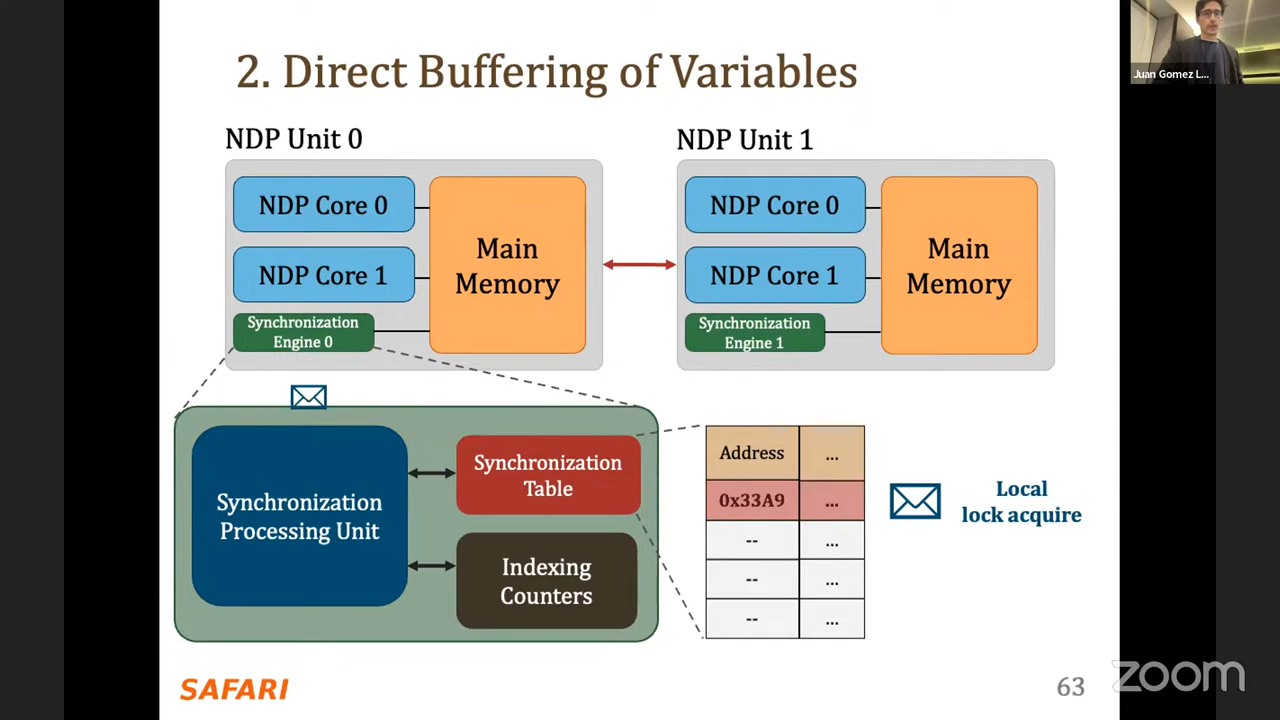 2. Direct Buffering of Variables
Juan Gomez L...
NDP Unit 0
NDP Core 0
NDP Core 1
Synchronization
Engine 0
Main
Memory
NDP Unit 1
NDP Core 0
NDP Core 1
Synchronization
Engine 1
Main
Memory
Synchronization
Processing Unit
Synchronization
Table
Indexing
Counters
Address ...
0x33A9 ...
-- ...
-- ...
-- ...
Local
lock acquire
SAFARI
63
zoom